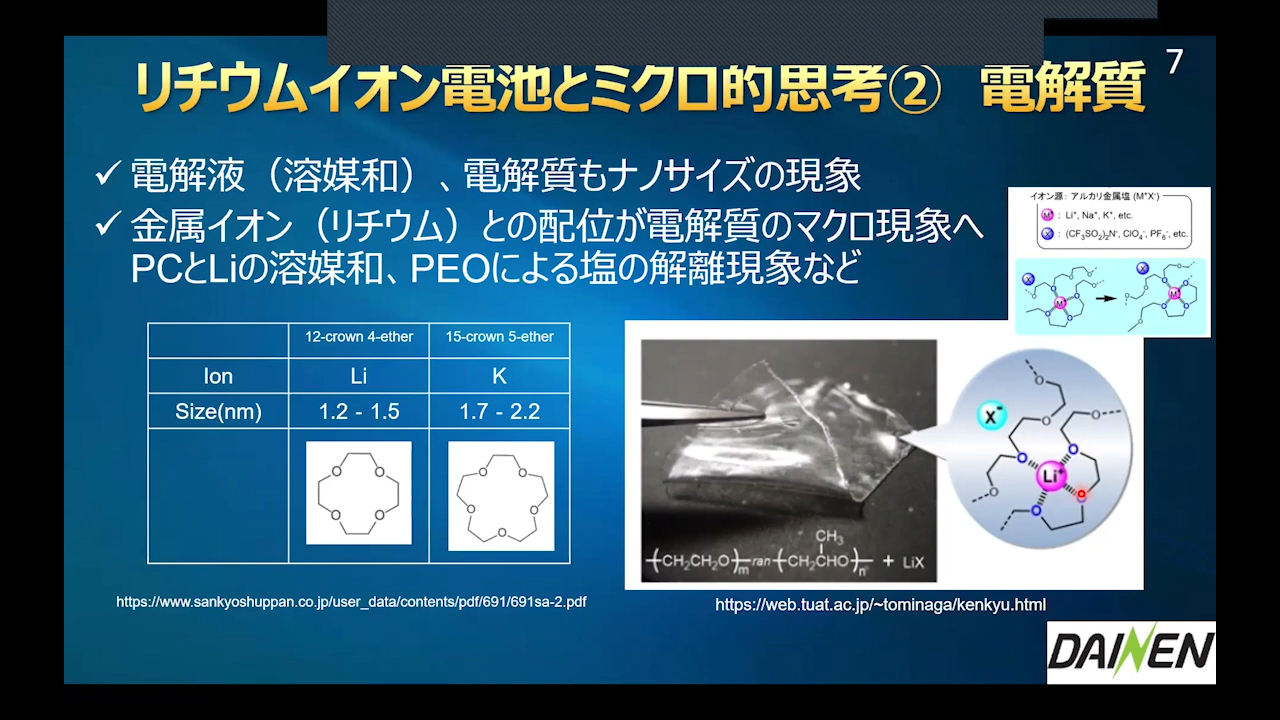 7
リチウムイオン電池とミクロ的思考② 電解質
✓ 電解液（溶媒和）、電解質もナノサイズの現象
✓ 金属イオン（リチウム）との配位が電解質のマクロ現象へ
PCとLiの溶媒和、PEOによる塩の解離現象など
イオン源： アルカリ金属塩 (M⁺X⁻)
M⁺ : Li⁺, Na⁺, K⁺, etc.
X⁻ : (CF₃SO₂)₂N⁻, ClO₄⁻, PF₆⁻, etc.
X⁻ M⁺ X⁻ M⁺
12-crown 4-ether 15-crown 5-ether
Ion Li K
Size(nm) 1.2 - 1.5 1.7 - 2.2
X⁻
Li⁺
CH₃
(CH₂CH₂O)m ran (CH₂CHO)n + LiX
https://www.sankyoshuppan.co.jp/user_data/contents/pdf/691/691sa-2.pdf
https://web.tuat.ac.jp/~tominaga/kenkyu.html
DAINEN